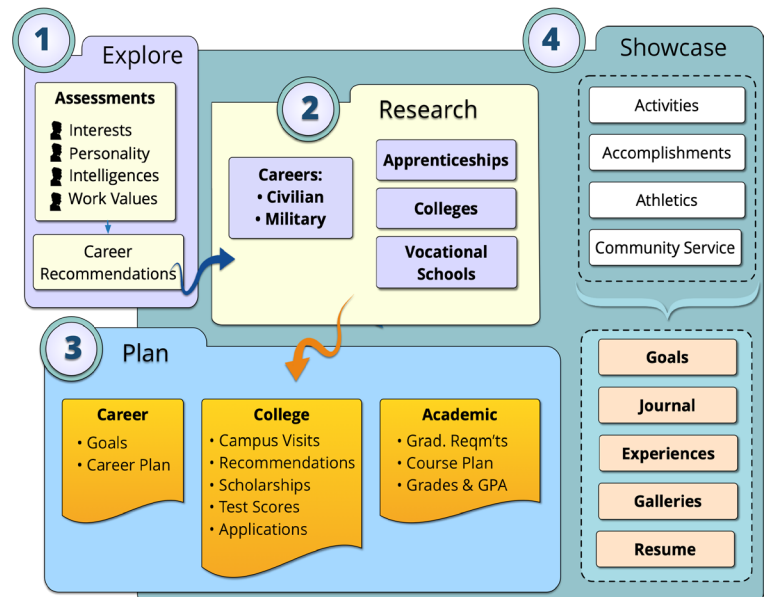 1
Explore
Assessments
Interests
Personality
Intelligences
Work Values
Career
Recommendations
2
Research
Careers:
• Civilian
• Military
Apprenticeships
Colleges
Vocational
Schools
3
Plan
Career
• Goals
• Career Plan
College
• Campus Visits
• Recommendations
• Scholarships
• Test Scores
• Applications
Academic
• Grad. Reqm'ts
• Course Plan
• Grades & GPA
4
Showcase
Activities
Accomplishments
Athletics
Community Service
Goals
Journal
Experiences
Galleries
Resume